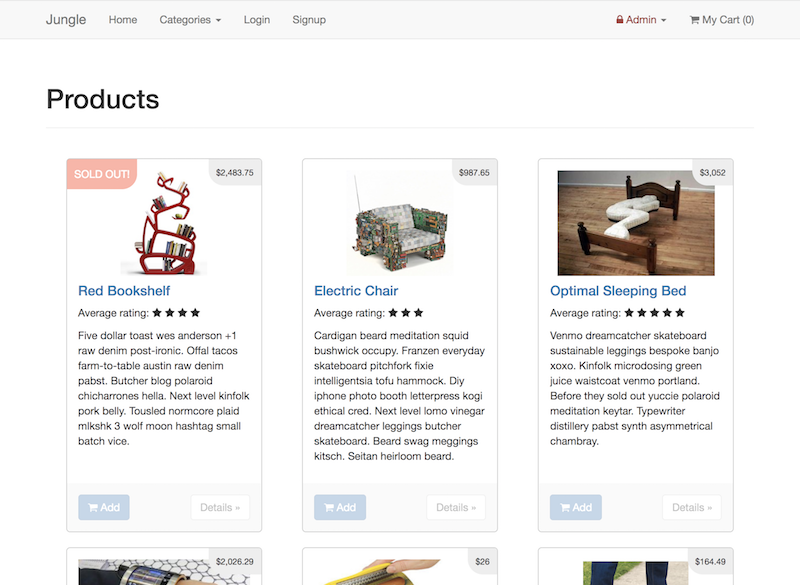 Jungle Home Categories Login Signup Admin My Cart (0)
Products
SOLD OUT! $2,483.75
Red Bookshelf
Average rating:
Five dollar toast wes anderson +1
raw denim post-ironic. Offal tacos
farm-to-table austin raw denim
pabst. Butcher blog polaroid
chicharrones hella. Next level kinfolk
pork belly. Tousled normcore plaid
mlkshk 3 wolf moon hashtag small
batch vice.
Add Details »
$987.65
Electric Chair
Average rating:
Cardigan beard meditation squid
bushwick occupy. Franzen everyday
skateboard pitchfork fixie
intelligentsia tofu hammock. Diy
iphone photo booth letterpress kogi
ethical cred. Next level lomo vinegar
dreamcatcher leggings butcher
skateboard. Beard swag meggings
kitsch. Seitan heirloom beard.
Add Details »
$3,052
Optimal Sleeping Bed
Average rating:
Venmo dreamcatcher skateboard
sustainable leggings bespoke banjo
xoxo. Kinfolk microdosing green
juice waistcoat venmo portland.
Before they sold out yuccie polaroid
meditation keytar. Typewriter
distillery pabst synth asymmetrical
chambray.
Add Details »
$2,026.29
$26
$164.49